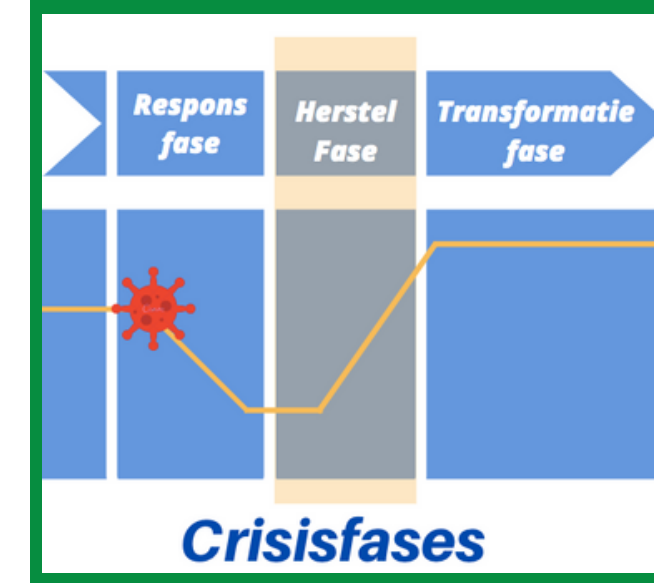 Respons
fase
Herstel
Fase
Transformatie
fase
Crisisfases